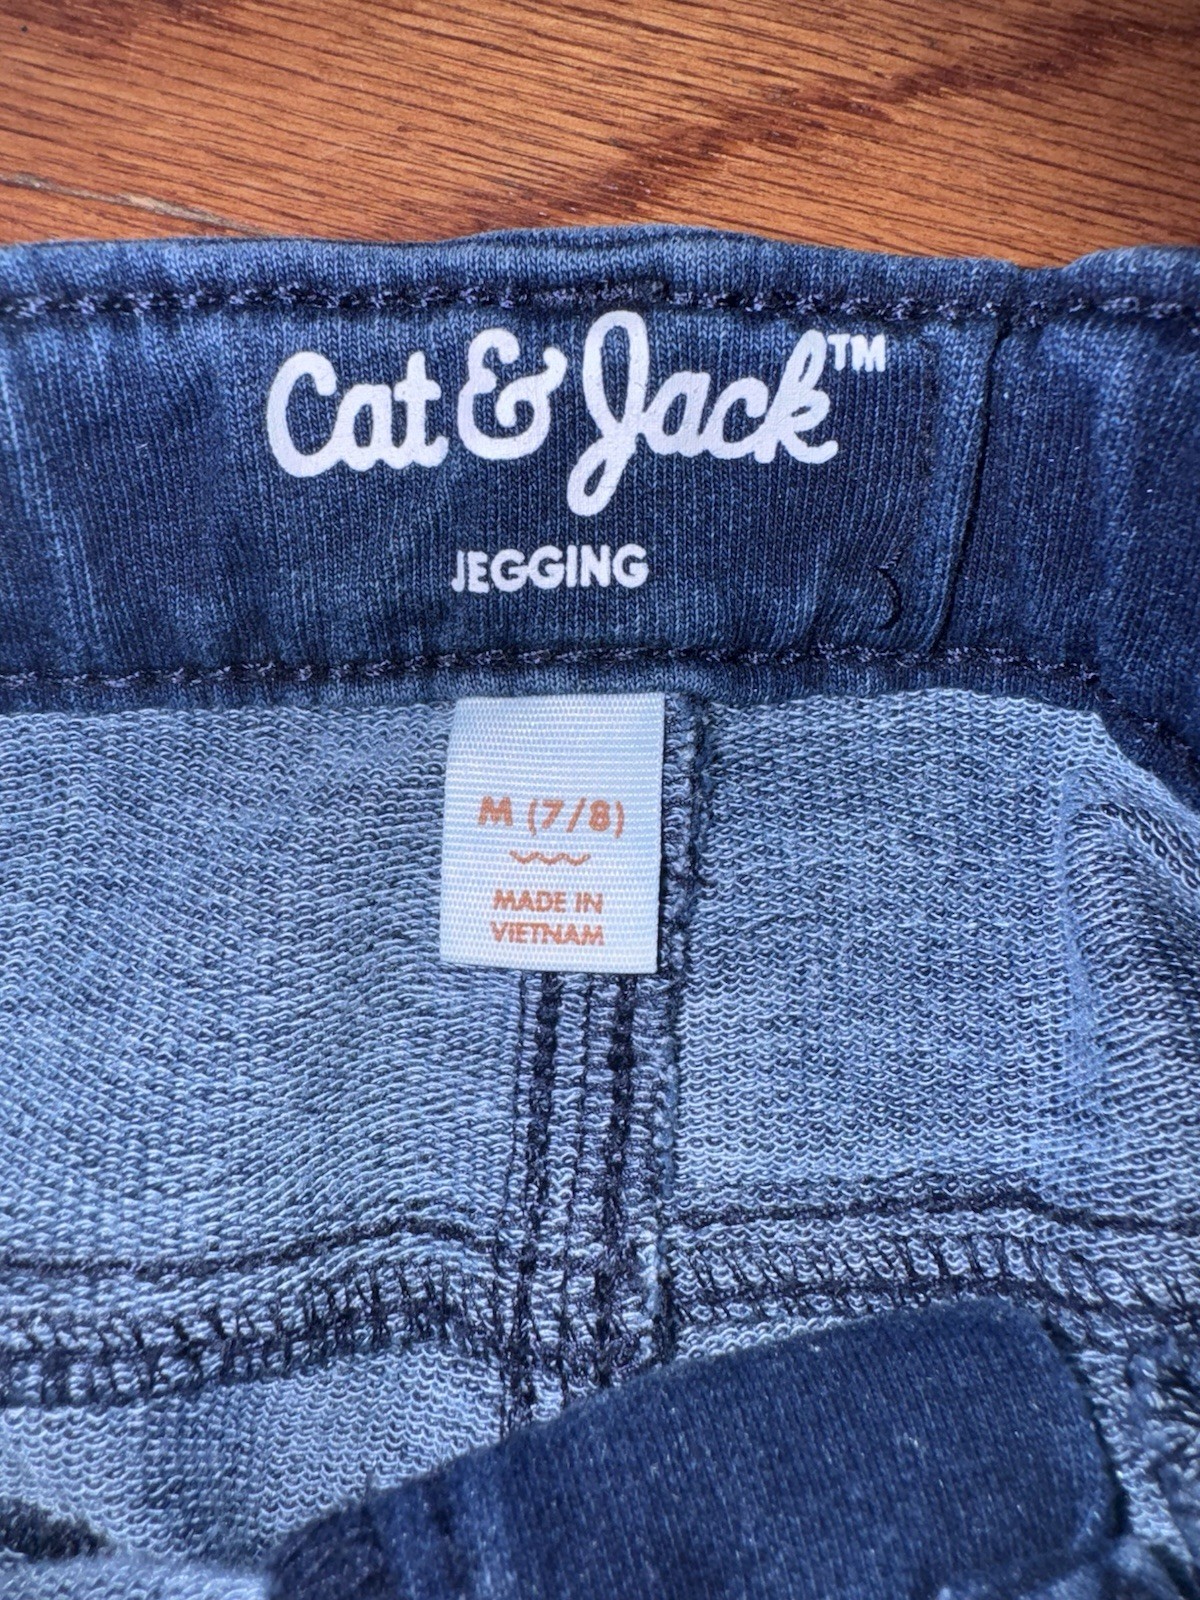 Cat & Jack™
JEGGING
M (7/8)
MADE IN
VIETNAM